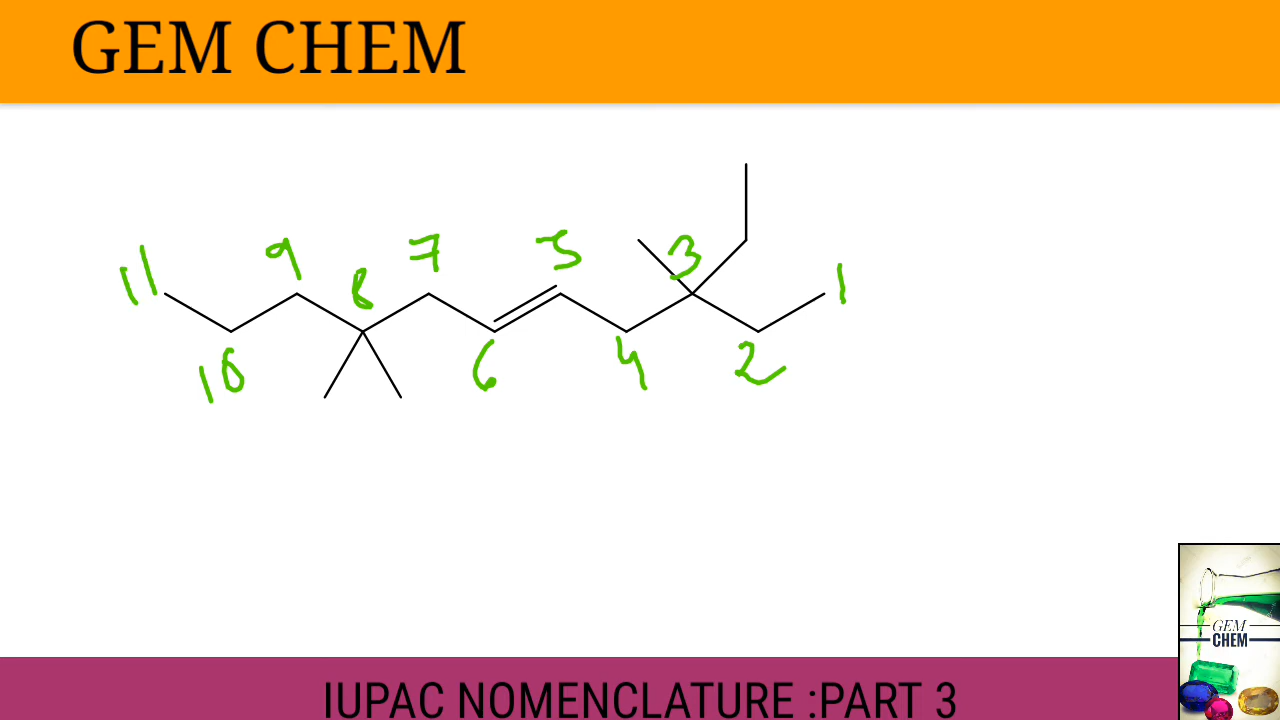 GEM CHEM
11 9 8 7 5 3 1
10 6 4 2
GEM
CHEM
IUPAC NOMENCLATURE :PART 3